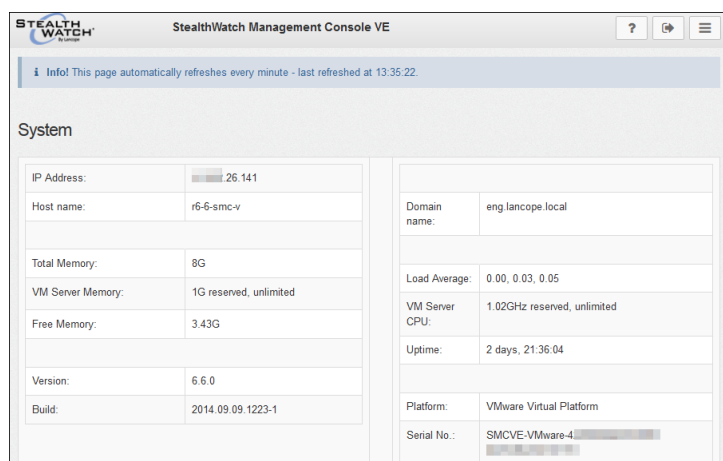 STEALTH
WATCH
By Lancope
StealthWatch Management Console VE
?
i Info! This page automatically refreshes every minute - last refreshed at 13:35:22.
System
IP Address: .26.141
Host name: r6-6-smc-v
Domain name: eng.lancope.local
Total Memory: 8G
Load Average: 0.00, 0.03, 0.05
VM Server Memory: 1G reserved, unlimited
VM Server CPU: 1.02GHz reserved, unlimited
Free Memory: 3.43G
Uptime: 2 days, 21:36:04
Version: 6.6.0
Build: 2014.09.09.1223-1
Platform: VMware Virtual Platform
Serial No.: SMCVE-VMware-4